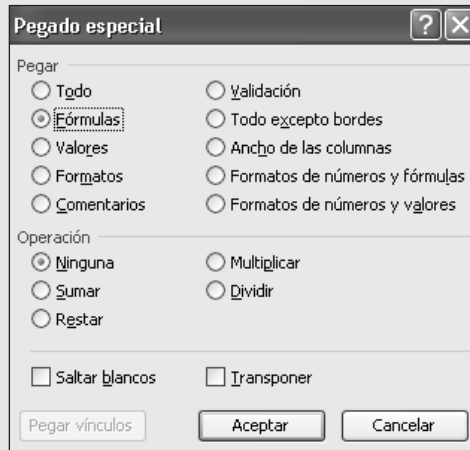 Pegado especial
Pegar
Todo
Validación
Fórmulas
Todo excepto bordes
Valores
Ancho de las columnas
Formatos
Formatos de números y fórmulas
Comentarios
Formatos de números y valores
Operación
Ninguna
Multiplicar
Sumar
Dividir
Restar
Saltar blancos
Transponer
Pegar vínculos
Aceptar
Cancelar